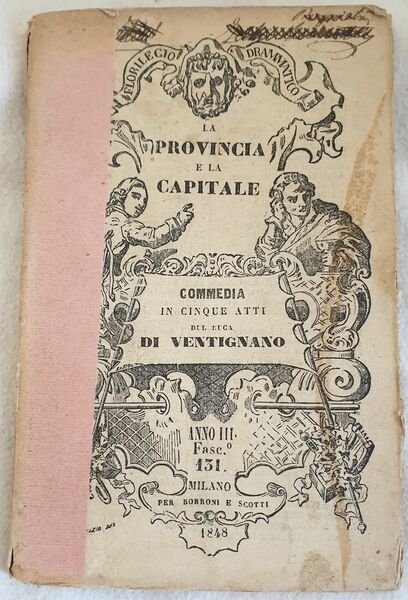 FLORILEGIO DRAMMATICO
LA
PROVINCIA
E LA
CAPITALE
COMMEDIA
IN CINQUE ATTI
DEL DUCA
DI VENTIGNANO
ANNO III.
Fasc.º
131.
MILANO
PER BORRONI E SCOTTI
1848